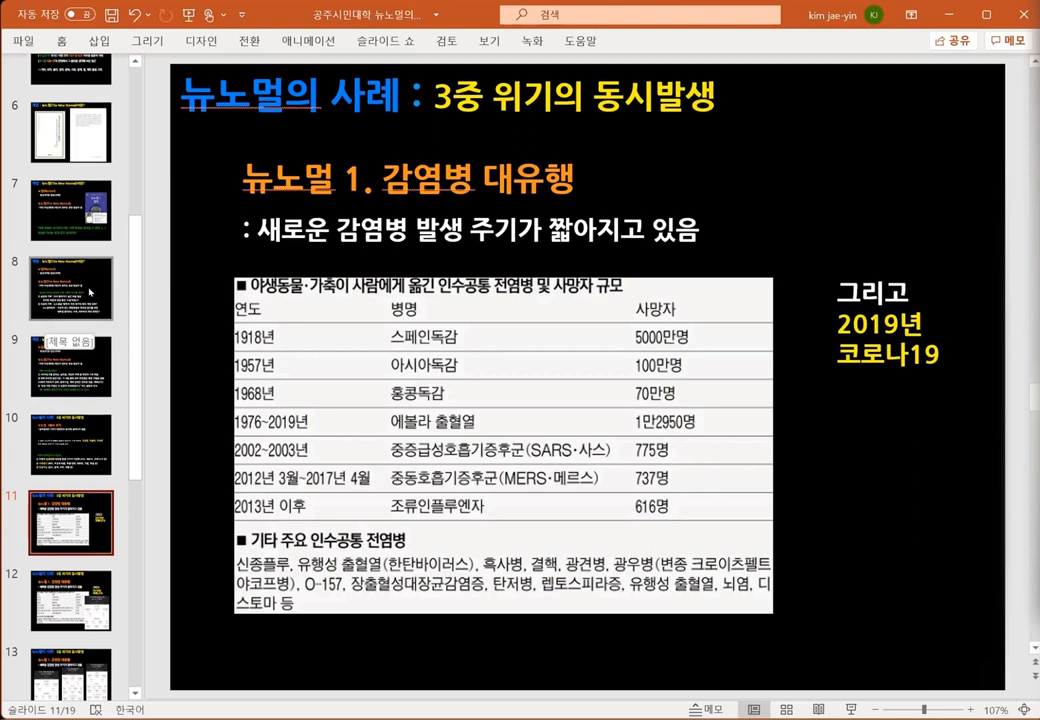 자동 저장
끔
공주시민대학 뉴노멀의...
검색
kim jae-yin
KJ
파일 홈 삽입 그리기 디자인 전환 애니메이션 슬라이드 쇼 검토 보기 녹화 도움말
공유
메모
6
7
8
9
[제목 없음]
10
11
12
13
뉴노멀의 사례 : 3중 위기의 동시발생
뉴노멀 1. 감염병 대유행
: 새로운 감염병 발생 주기가 짧아지고 있음
■ 야생동물·가축이 사람에게 옮긴 인수공통 전염병 및 사망자 규모
연도 병명 사망자
1918년 스페인독감 5000만명
1957년 아시아독감 100만명
1968년 홍콩독감 70만명
1976~2019년 에볼라 출혈열 1만2950명
2002~2003년 중증급성호흡기증후군(SARS·사스) 775명
2012년 3월~2017년 4월 중동호흡기증후군(MERS·메르스) 737명
2013년 이후 조류인플루엔자 616명
■ 기타 주요 인수공통 전염병
신종플루, 유행성 출혈열(한탄바이러스), 흑사병, 결핵, 광견병, 광우병(변종 크로이츠펠트
야코프병), O-157, 장출혈성대장균감염증, 탄저병, 렙토스피라증, 유행성 출혈열, 뇌염, 디
스토마 등
그리고
2019년
코로나19
슬라이드 11/19
한국어
메모
107%